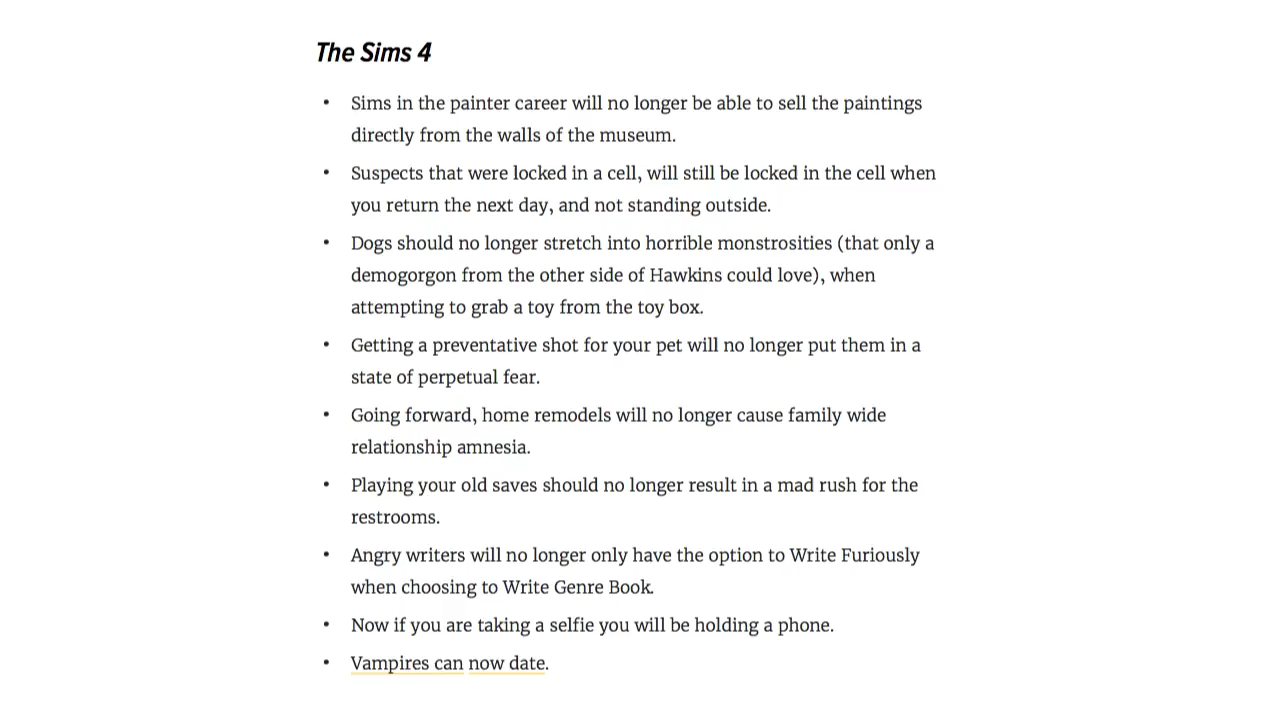 The Sims 4
• Sims in the painter career will no longer be able to sell the paintings
directly from the walls of the museum.
• Suspects that were locked in a cell, will still be locked in the cell when
you return the next day, and not standing outside.
• Dogs should no longer stretch into horrible monstrosities (that only a
demogorgon from the other side of Hawkins could love), when
attempting to grab a toy from the toy box.
• Getting a preventative shot for your pet will no longer put them in a
state of perpetual fear.
• Going forward, home remodels will no longer cause family wide
relationship amnesia.
• Playing your old saves should no longer result in a mad rush for the
restrooms.
• Angry writers will no longer only have the option to Write Furiously
when choosing to Write Genre Book.
• Now if you are taking a selfie you will be holding a phone.
• Vampires can now date.